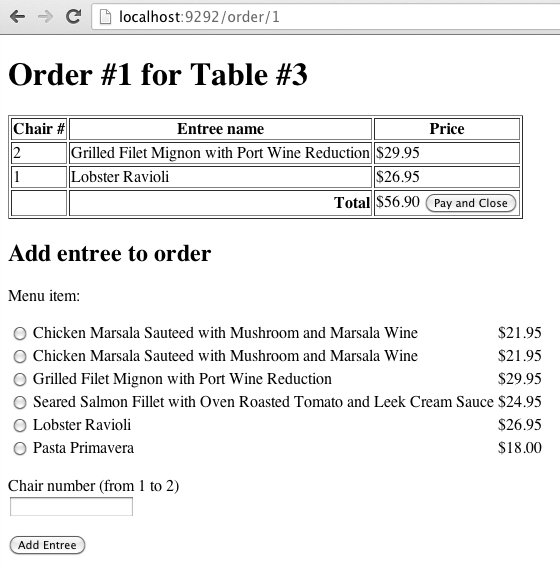 localhost:9292/order/1
Order #1 for Table #3
Chair # Entree name Price
2 Grilled Filet Mignon with Port Wine Reduction $29.95
1 Lobster Ravioli $26.95
Total $56.90 Pay and Close
Add entree to order
Menu item:
Chicken Marsala Sauteed with Mushroom and Marsala Wine $21.95
Chicken Marsala Sauteed with Mushroom and Marsala Wine $21.95
Grilled Filet Mignon with Port Wine Reduction $29.95
Seared Salmon Fillet with Oven Roasted Tomato and Leek Cream Sauce $24.95
Lobster Ravioli $26.95
Pasta Primavera $18.00
Chair number (from 1 to 2)
Add Entree